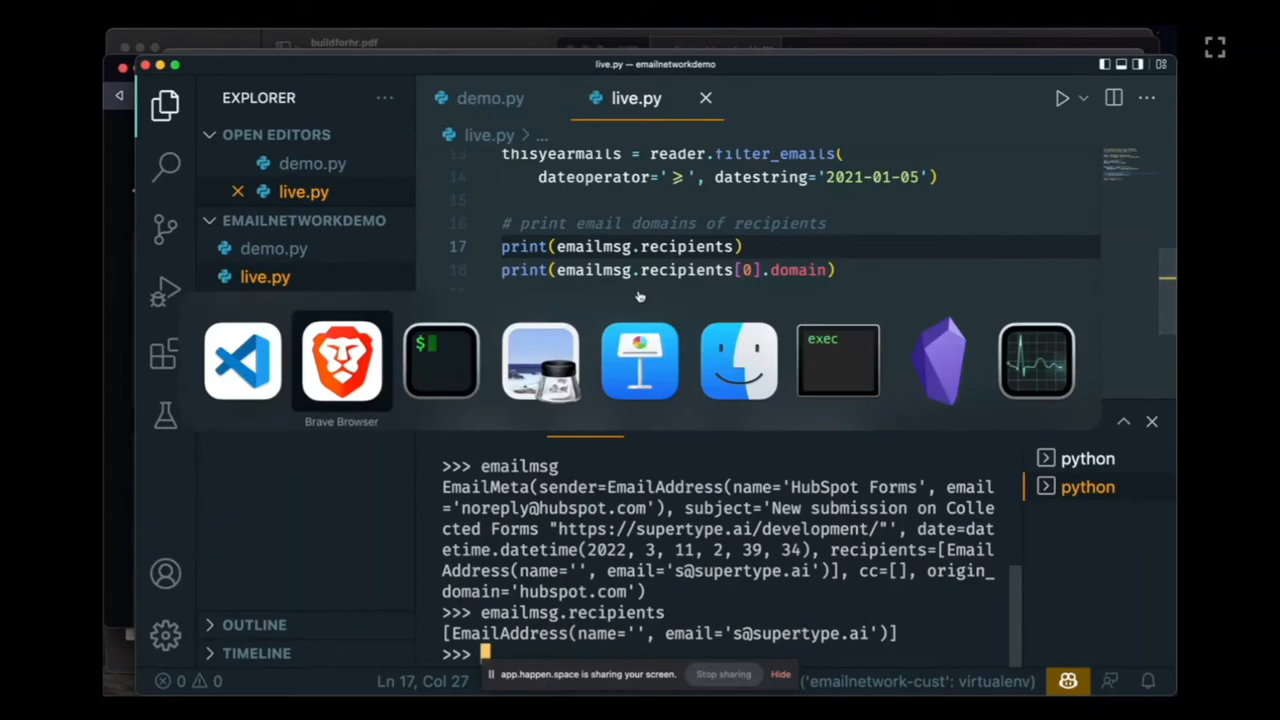 buildforhr.pdf
live.py — emailnetworkdemo
EXPLORER
demo.py
live.py
OPEN EDITORS
live.py > ...
demo.py
13 thisyearmails = reader.filter_emails(
live.py
14 dateoperator='>=', datestring='2021-01-05')
15
EMAILNETWORKDEMO
16 # print email domains of recipients
demo.py
17 print(emailmsg.recipients)
live.py
18 print(emailmsg.recipients[0].domain)
$
exec
Brave Browser
>>> emailmsg
EmailMeta(sender=EmailAddress(name='HubSpot Forms', email
='noreply@hubspot.com'), subject='New submission on Colle
cted Forms "https://supertype.ai/development/"', date=dat
etime.datetime(2022, 3, 11, 2, 39, 34), recipients=[Email
Address(name='', email='s@supertype.ai')], cc=[], origin_
domain='hubspot.com')
>>> emailmsg.recipients
[EmailAddress(name='', email='s@supertype.ai')]
>>>
python
python
OUTLINE
TIMELINE
app.happen.space is sharing your screen.
Stop sharing
Hide
0 0
Ln 17, Col 27
('emailnetwork-cust': virtualenv)